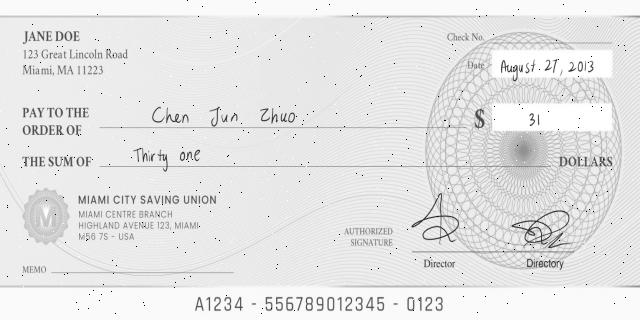 JANE DOE
Check No.
123 Great Lincoln Road
Miami, MA 11223
Date August 27, 2013
PAY TO THE
ORDER OF Chen Jun Zhuo
$ 31
THE SUM OF Thirty one DOLLARS
MIAMI CITY SAVING UNION
MIAMI CENTRE BRANCH
HIGHLAND AVENUE 123, MIAMI
M56 7S - USA
M
AUTHORIZED
SIGNATURE
Director Directory
MEMO
A1234 - 556789012345 - 0123